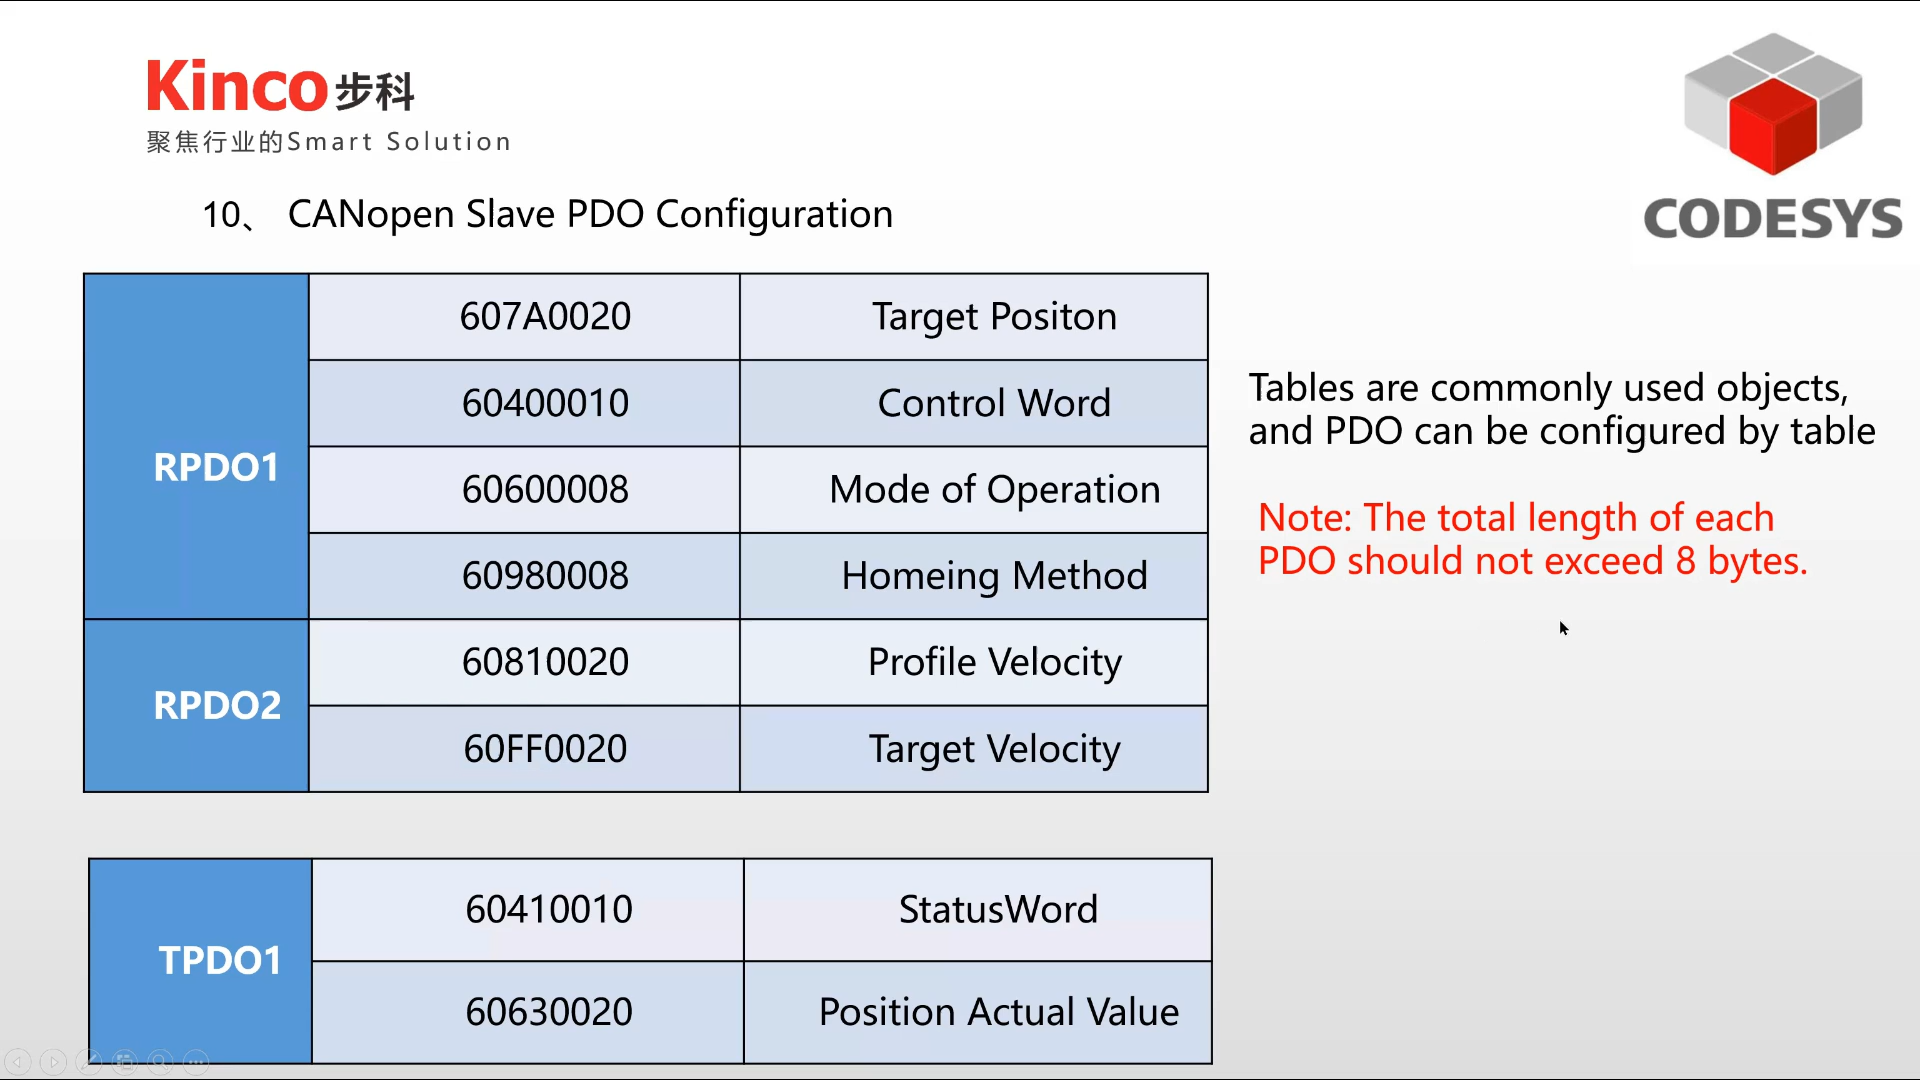 Kinco步科
聚焦行业的Smart Solution
CODESYS
10、 CANopen Slave PDO Configuration
RPDO1
607A0020 Target Positon
60400010 Control Word
60600008 Mode of Operation
60980008 Homeing Method
RPDO2
60810020 Profile Velocity
60FF0020 Target Velocity
Tables are commonly used objects,
and PDO can be configured by table
Note: The total length of each
PDO should not exceed 8 bytes.
TPDO1
60410010 StatusWord
60630020 Position Actual Value